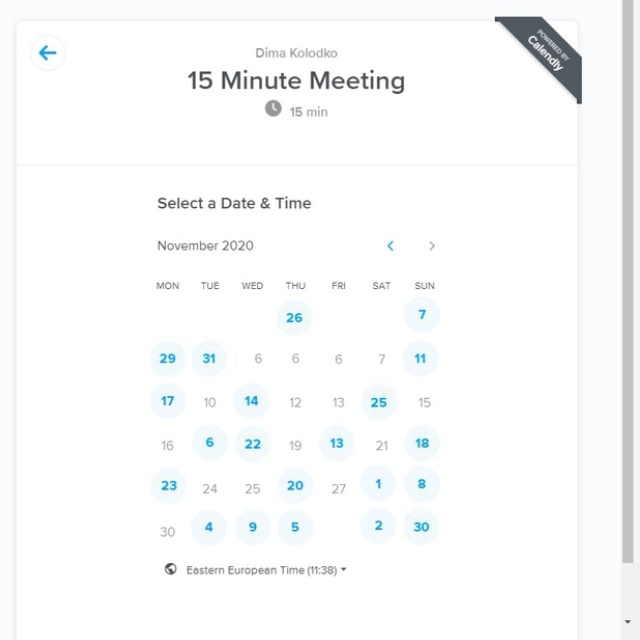 Dima Kolodko
15 Minute Meeting
15 min
POWERED BY
Calendly
Select a Date & Time
November 2020
MON TUE WED THU FRI SAT SUN
26 7
29 31 6 6 6 7 11
17 10 14 12 13 25 15
16 6 22 19 13 21 18
23 24 25 20 27 1 8
30 4 9 5 2 30
Eastern European Time (11:38)